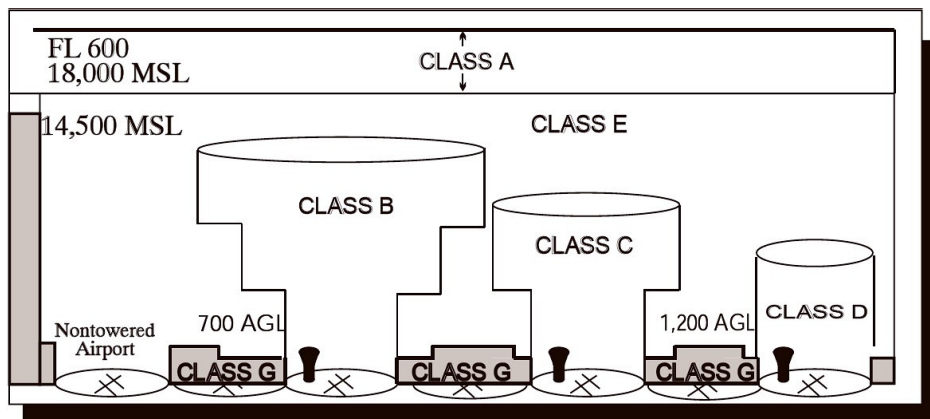 FL 600
18,000 MSL
CLASS A
14,500 MSL
CLASS E
CLASS B
CLASS C
CLASS D
Nontowered
Airport
700 AGL
1,200 AGL
CLASS G
CLASS G
CLASS G